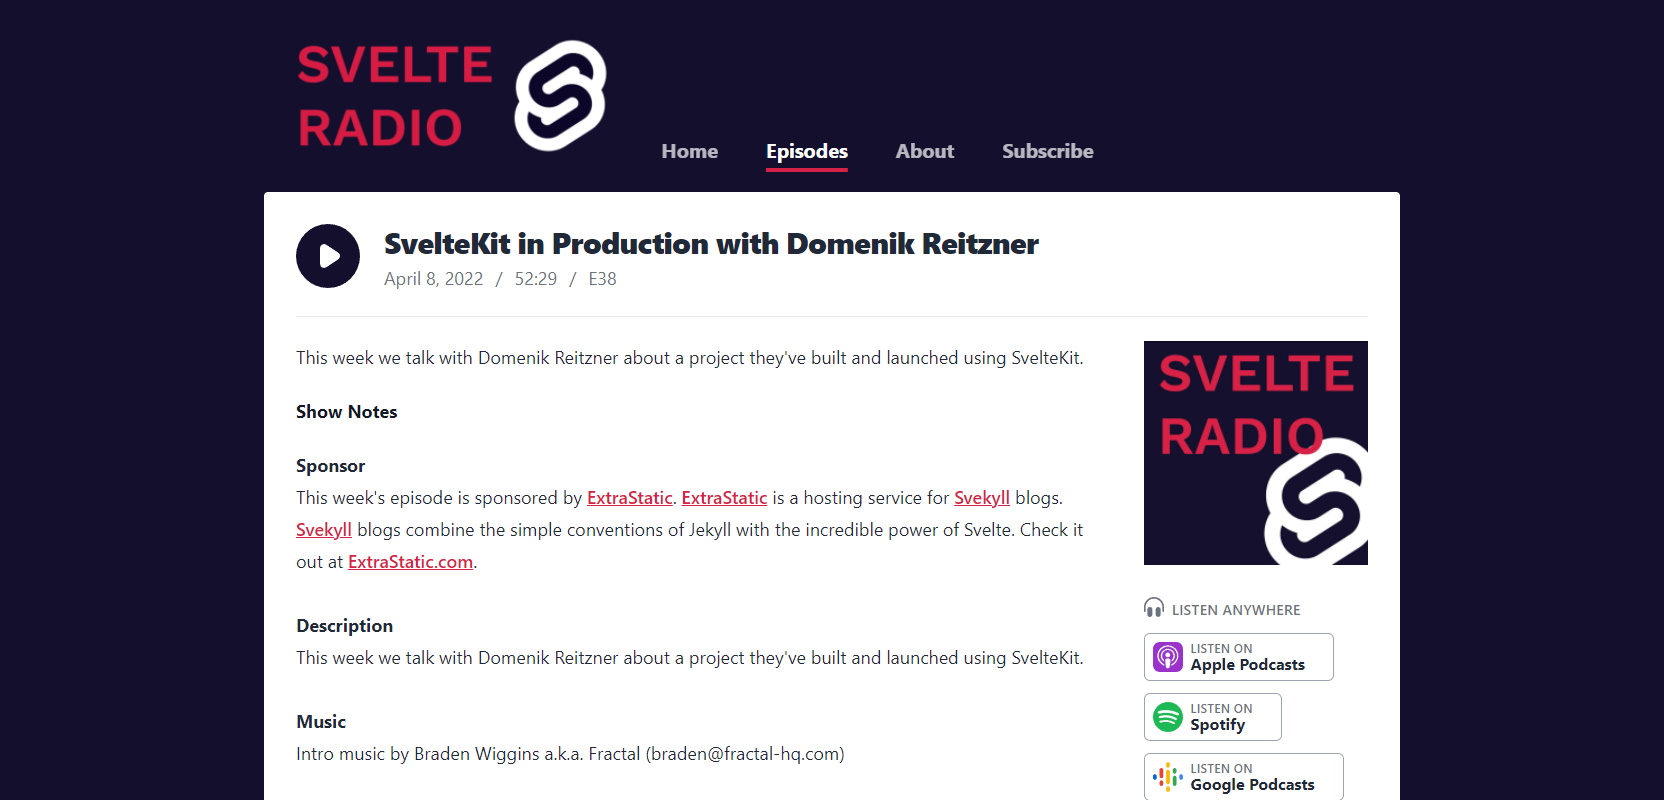 SVELTE
RADIO
Home
Episodes
About
Subscribe
SvelteKit in Production with Domenik Reitzner
April 8, 2022 / 52:29 / E38
This week we talk with Domenik Reitzner about a project they've built and launched using SvelteKit.
Show Notes
Sponsor
This week's episode is sponsored by ExtraStatic. ExtraStatic is a hosting service for Svekyll blogs.
Svekyll blogs combine the simple conventions of Jekyll with the incredible power of Svelte. Check it
out at ExtraStatic.com.
Description
This week we talk with Domenik Reitzner about a project they've built and launched using SvelteKit.
Music
Intro music by Braden Wiggins a.k.a. Fractal (braden@fractal-hq.com)
SVELTE
RADIO
LISTEN ANYWHERE
LISTEN ON
Apple Podcasts
LISTEN ON
Spotify
LISTEN ON
Google Podcasts